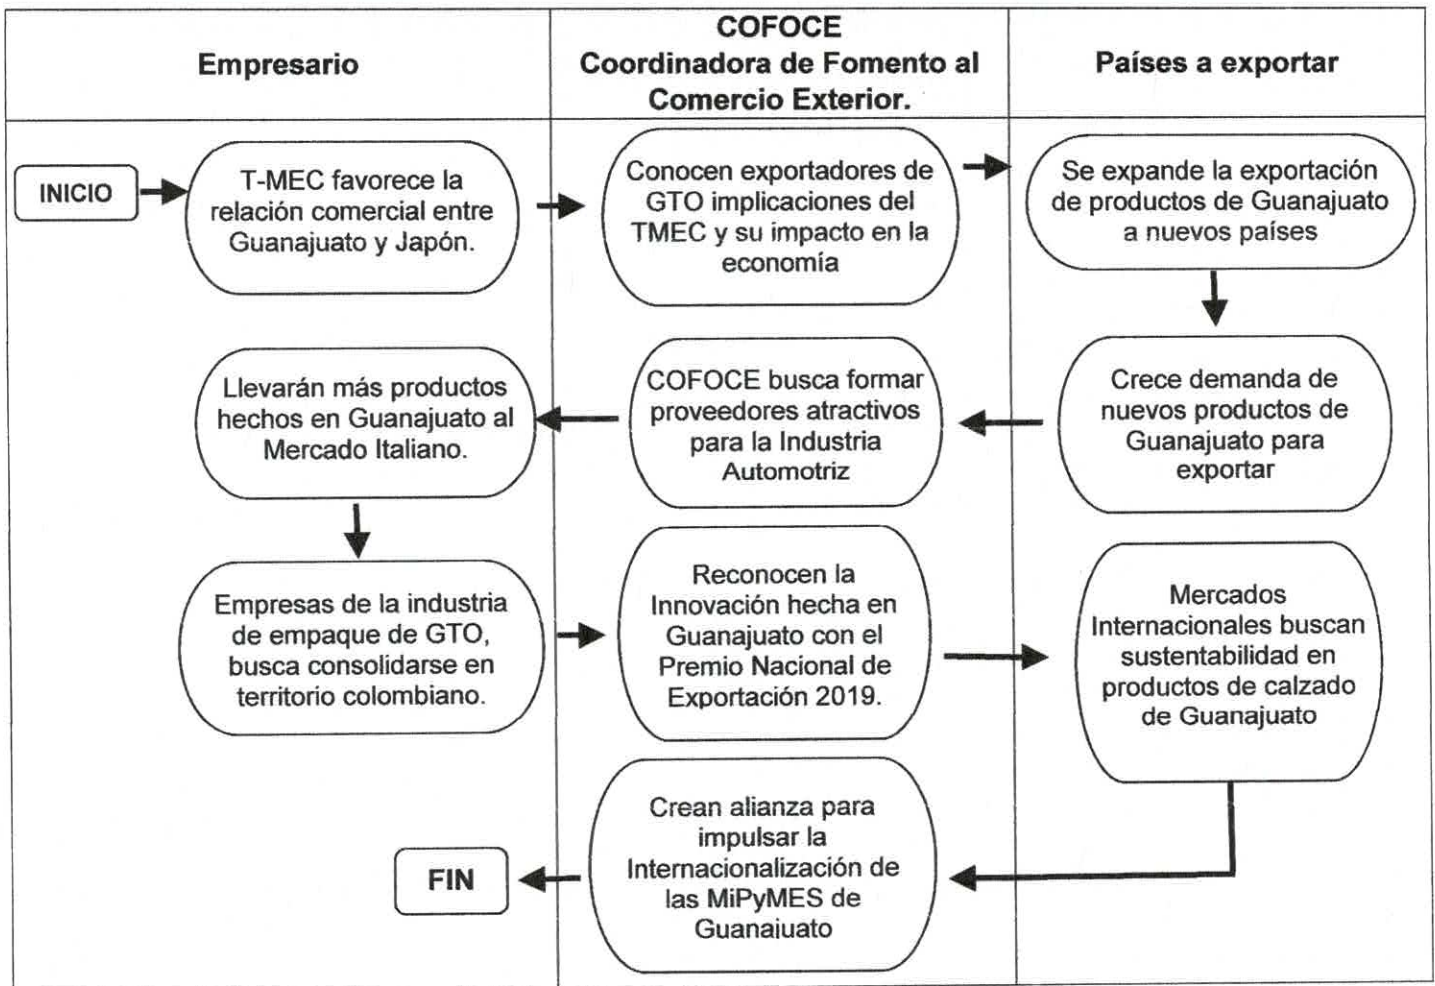 Empresario
COFOCE
Coordinadora de Fomento al
Comercio Exterior.
Países a exportar
INICIO
T-MEC favorece la
relación comercial entre
Guanajuato y Japón.
Conocen exportadores de
GTO implicaciones del
TMEC y su impacto en la
economía
Se expande la exportación
de productos de Guanajuato
a nuevos países
Crece demanda de
nuevos productos de
Guanajuato para
exportar
COFOCE busca formar
proveedores atractivos
para la Industria
Automotriz
Llevarán más productos
hechos en Guanajuato al
Mercado Italiano.
Empresas de la industria
de empaque de GTO,
busca consolidarse en
territorio colombiano.
Reconocen la
Innovación hecha en
Guanajuato con el
Premio Nacional de
Exportación 2019.
Mercados
Internacionales buscan
sustentabilidad en
productos de calzado
de Guanajuato
Crean alianza para
impulsar la
Internacionalización de
las MiPyMES de
Guanajuato
FIN